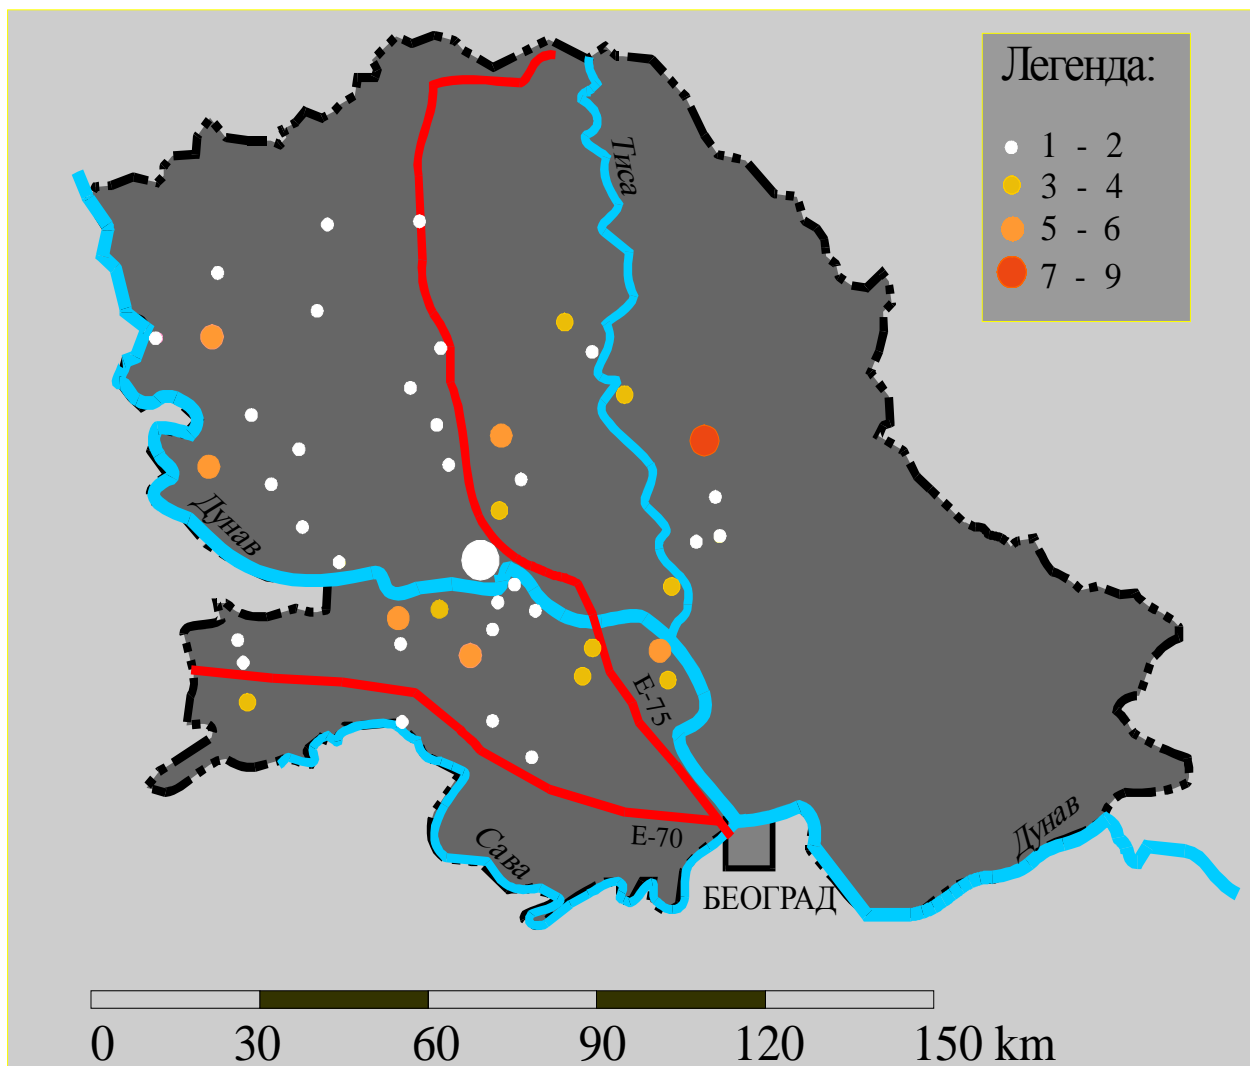 Легенда:
1 - 2
3 - 4
5 - 6
7 - 9
Тиса
Дунав
Е-75
Е-70
Сава
Дунав
БЕОГРАД
0 30 60 90 120 150 km